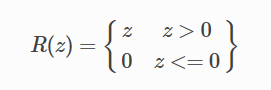 R(z) = { z  z > 0
0  z <= 0 }